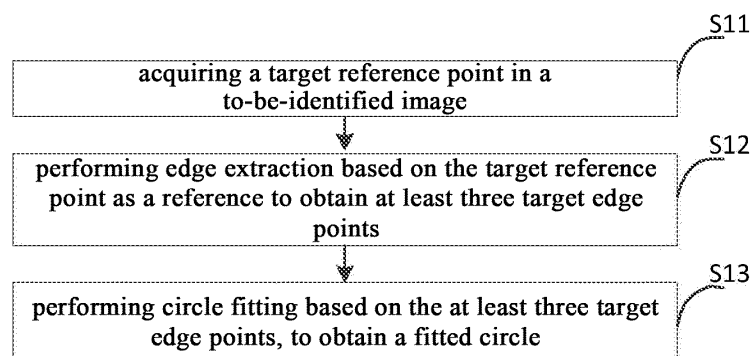 S11
acquiring a target reference point in a
to-be-identified image
S12
performing edge extraction based on the target reference
point as a reference to obtain at least three target edge
points
S13
performing circle fitting based on the at least three target
edge points, to obtain a fitted circle